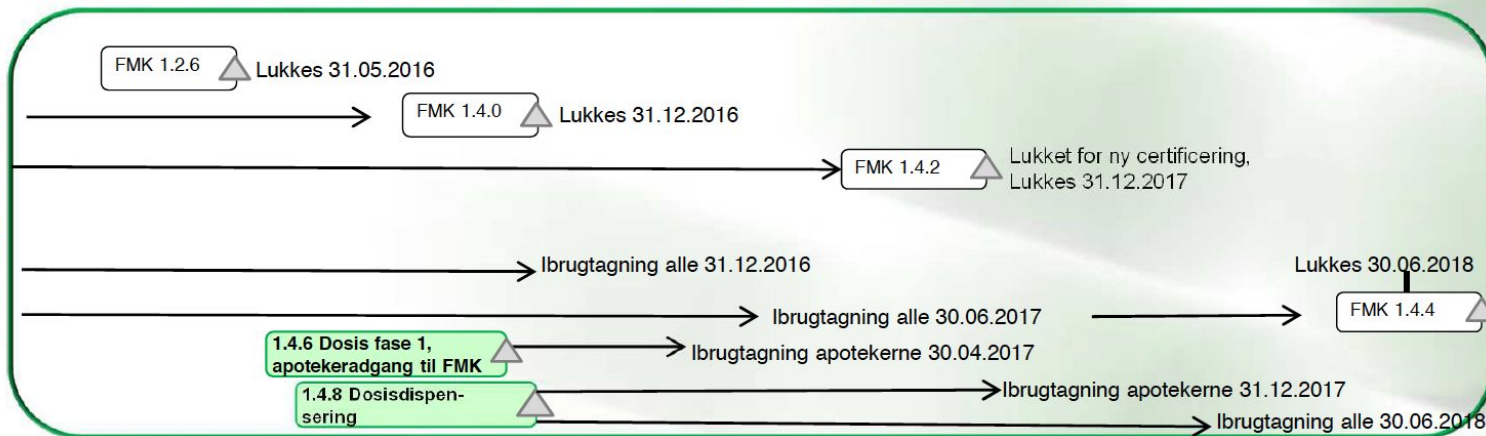 FMK 1.2.6
Lukkes 31.05.2016
FMK 1.4.0
Lukkes 31.12.2016
FMK 1.4.2
Lukket for ny certificering,
Lukkes 31.12.2017
Ibrugtagning alle 31.12.2016
Lukkes 30.06.2018
Ibrugtagning alle 30.06.2017
FMK 1.4.4
1.4.6 Dosis fase 1,
apotekeradgang til FMK
Ibrugtagning apotekerne 30.04.2017
1.4.8 Dosisdispen-
sering
Ibrugtagning apotekerne 31.12.2017
Ibrugtagning alle 30.06.2018